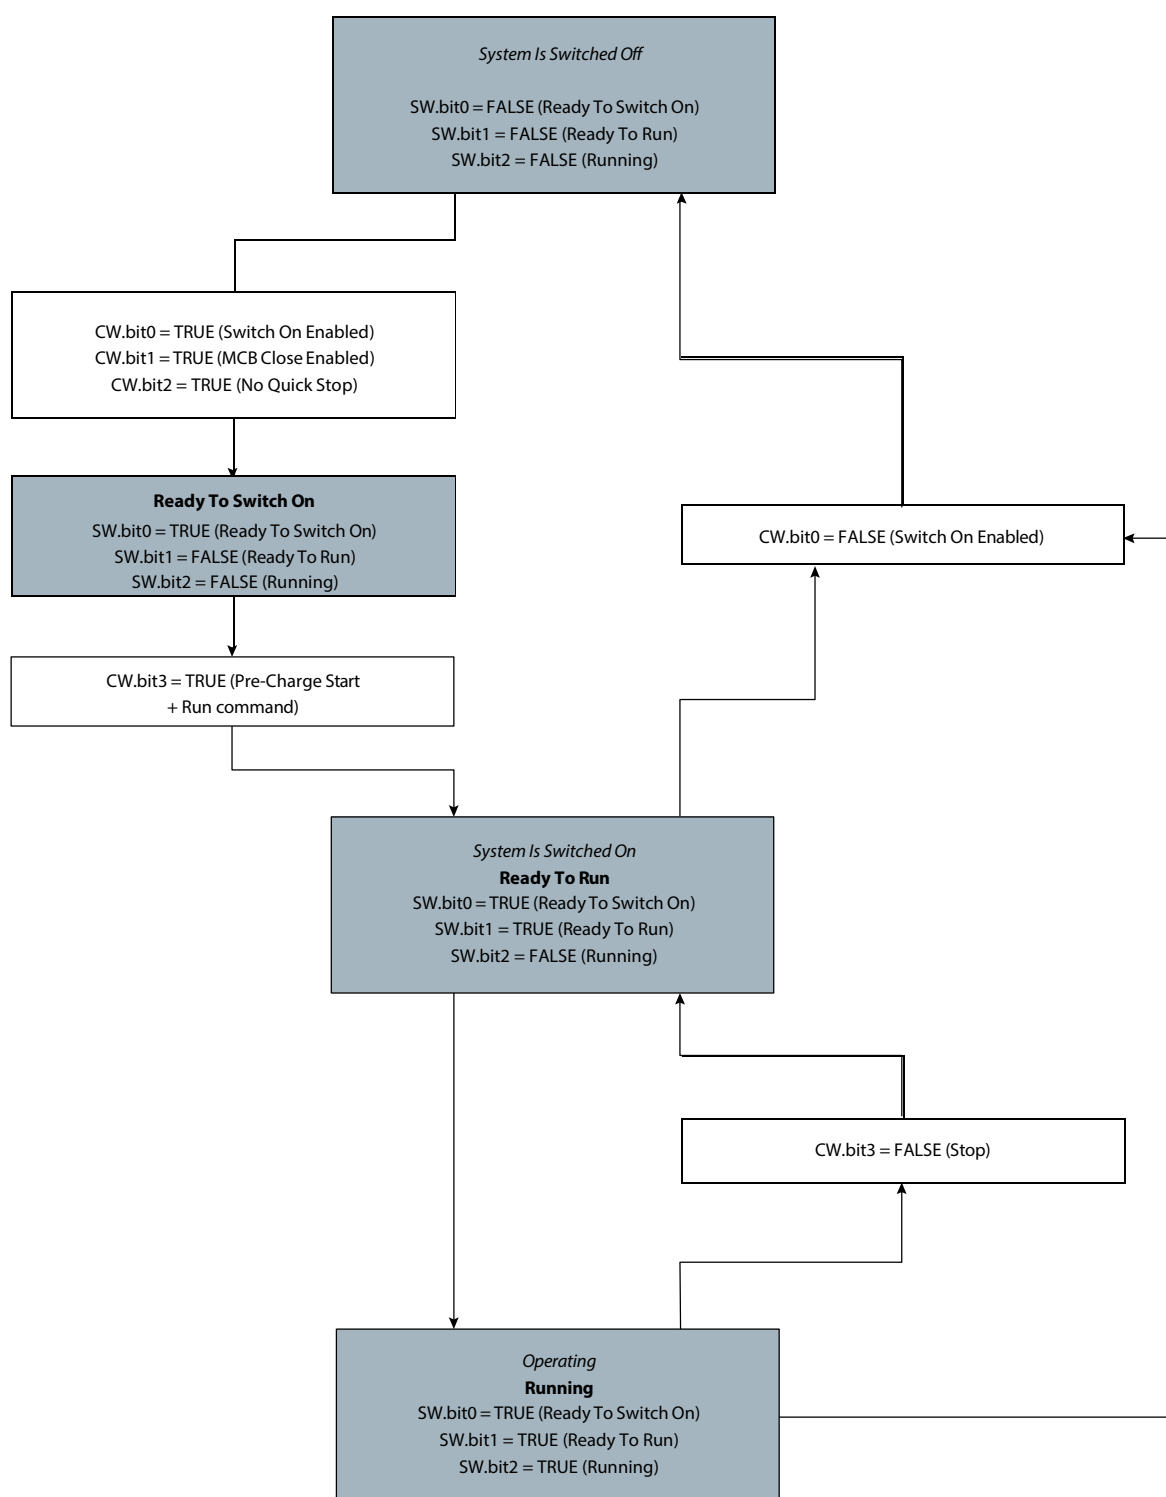 System Is Switched Off
SW.bit0 = FALSE (Ready To Switch On)
SW.bit1 = FALSE (Ready To Run)
SW.bit2 = FALSE (Running)
CW.bit0 = TRUE (Switch On Enabled)
CW.bit1 = TRUE (MCB Close Enabled)
CW.bit2 = TRUE (No Quick Stop)
Ready To Switch On
SW.bit0 = TRUE (Ready To Switch On)
SW.bit1 = FALSE (Ready To Run)
SW.bit2 = FALSE (Running)
CW.bit0 = FALSE (Switch On Enabled)
CW.bit3 = TRUE (Pre-Charge Start
+ Run command)
System Is Switched On
Ready To Run
SW.bit0 = TRUE (Ready To Switch On)
SW.bit1 = TRUE (Ready To Run)
SW.bit2 = FALSE (Running)
CW.bit3 = FALSE (Stop)
Operating
Running
SW.bit0 = TRUE (Ready To Switch On)
SW.bit1 = TRUE (Ready To Run)
SW.bit2 = TRUE (Running)